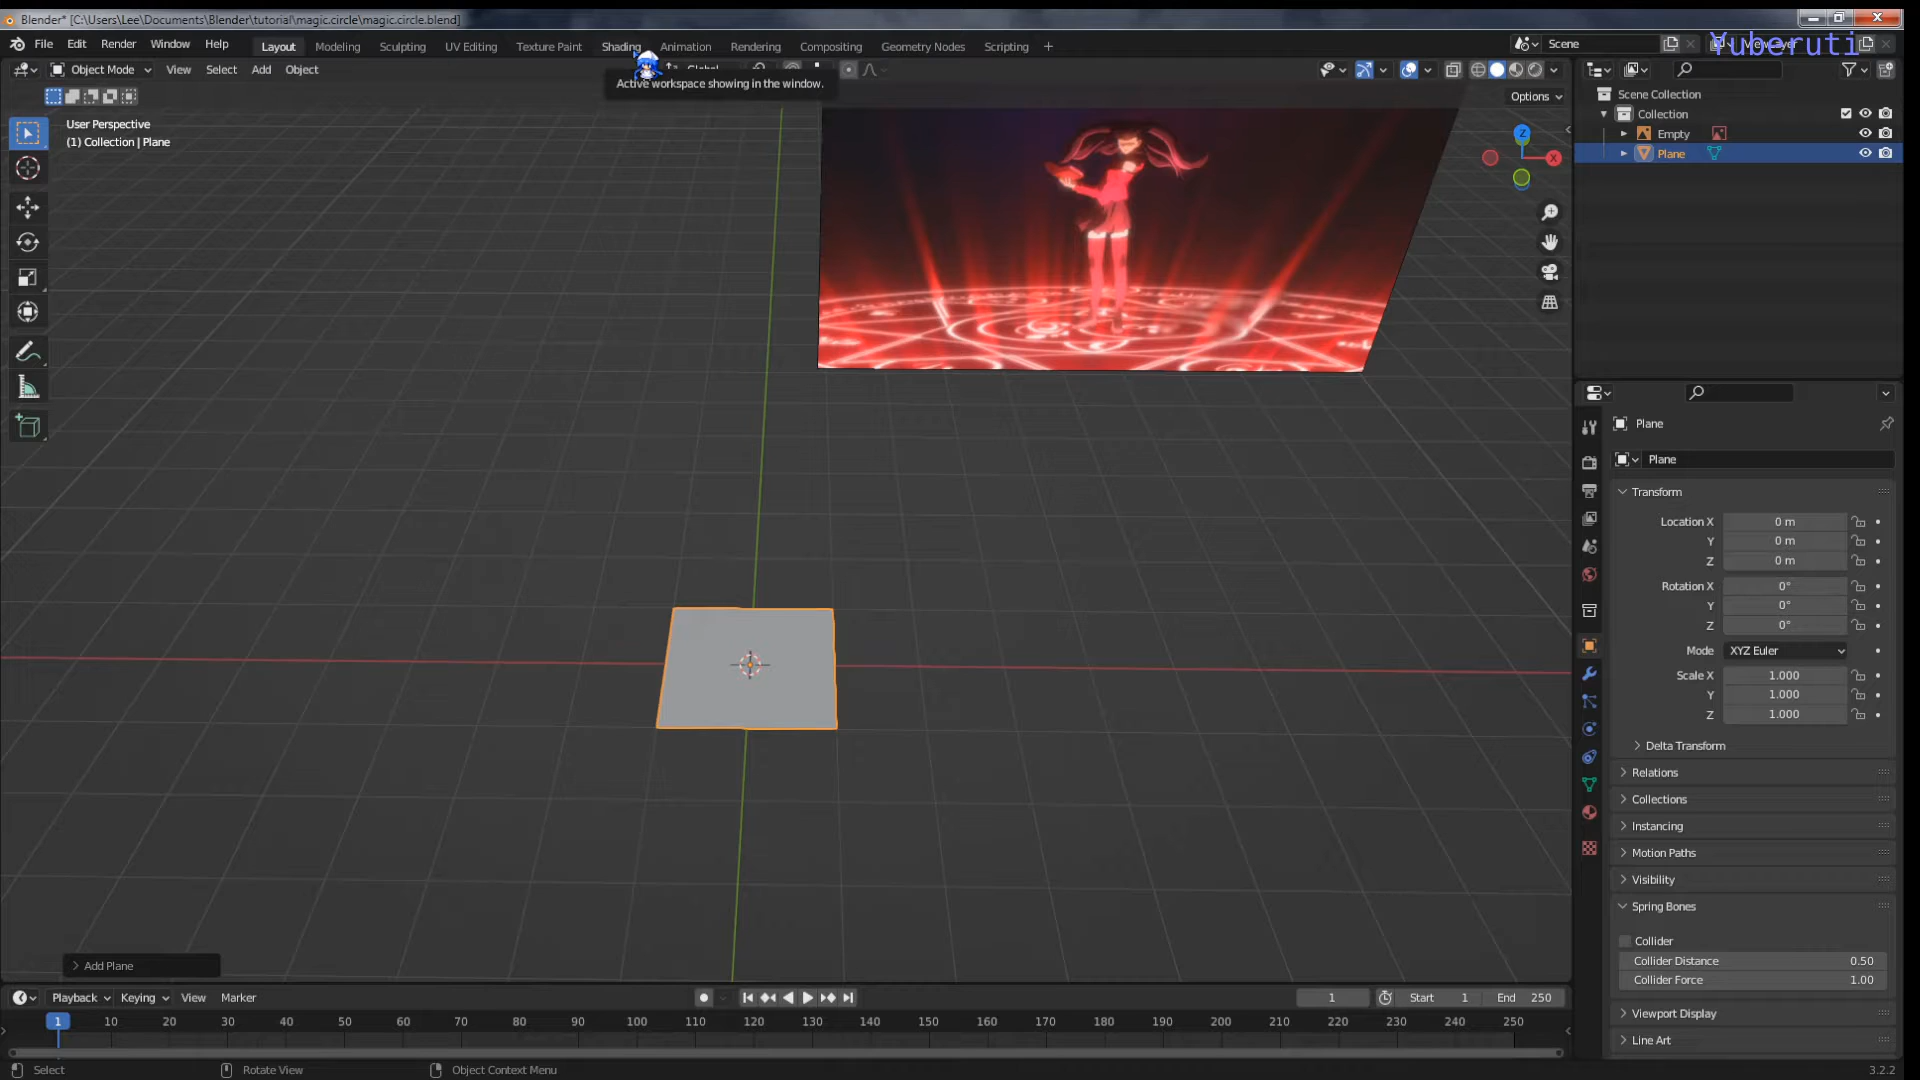 Blender* [C:\Users\Lee\Documents\Blender\tutorial\magic.circle\magic.circle.blend]
File Edit Render Window Help Layout Modeling Sculpting UV Editing Texture Paint Shading Animation Rendering Compositing Geometry Nodes Scripting + Scene
Yuberuti
Object Mode View Select Add Object
Active workspace showing in the window.
Options
User Perspective
(1) Collection | Plane
Z
X
Scene Collection
Collection
Empty
Plane
Plane
Plane
Transform
Location X 0 m
Y 0 m
Z 0 m
Rotation X 0°
Y 0°
Z 0°
Mode XYZ Euler
Scale X 1.000
Y 1.000
Z 1.000
Delta Transform
Relations
Collections
Instancing
Motion Paths
Visibility
Spring Bones
Collider
Collider Distance 0.50
Collider Force 1.00
Viewport Display
Line Art
Add Plane
Playback Keying View Marker 1 Start 1 End 250
1 10 20 30 40 50 60 70 80 90 100 110 120 130 140 150 160 170 180 190 200 210 220 230 240 250
Select Rotate View Object Context Menu 3.2.2